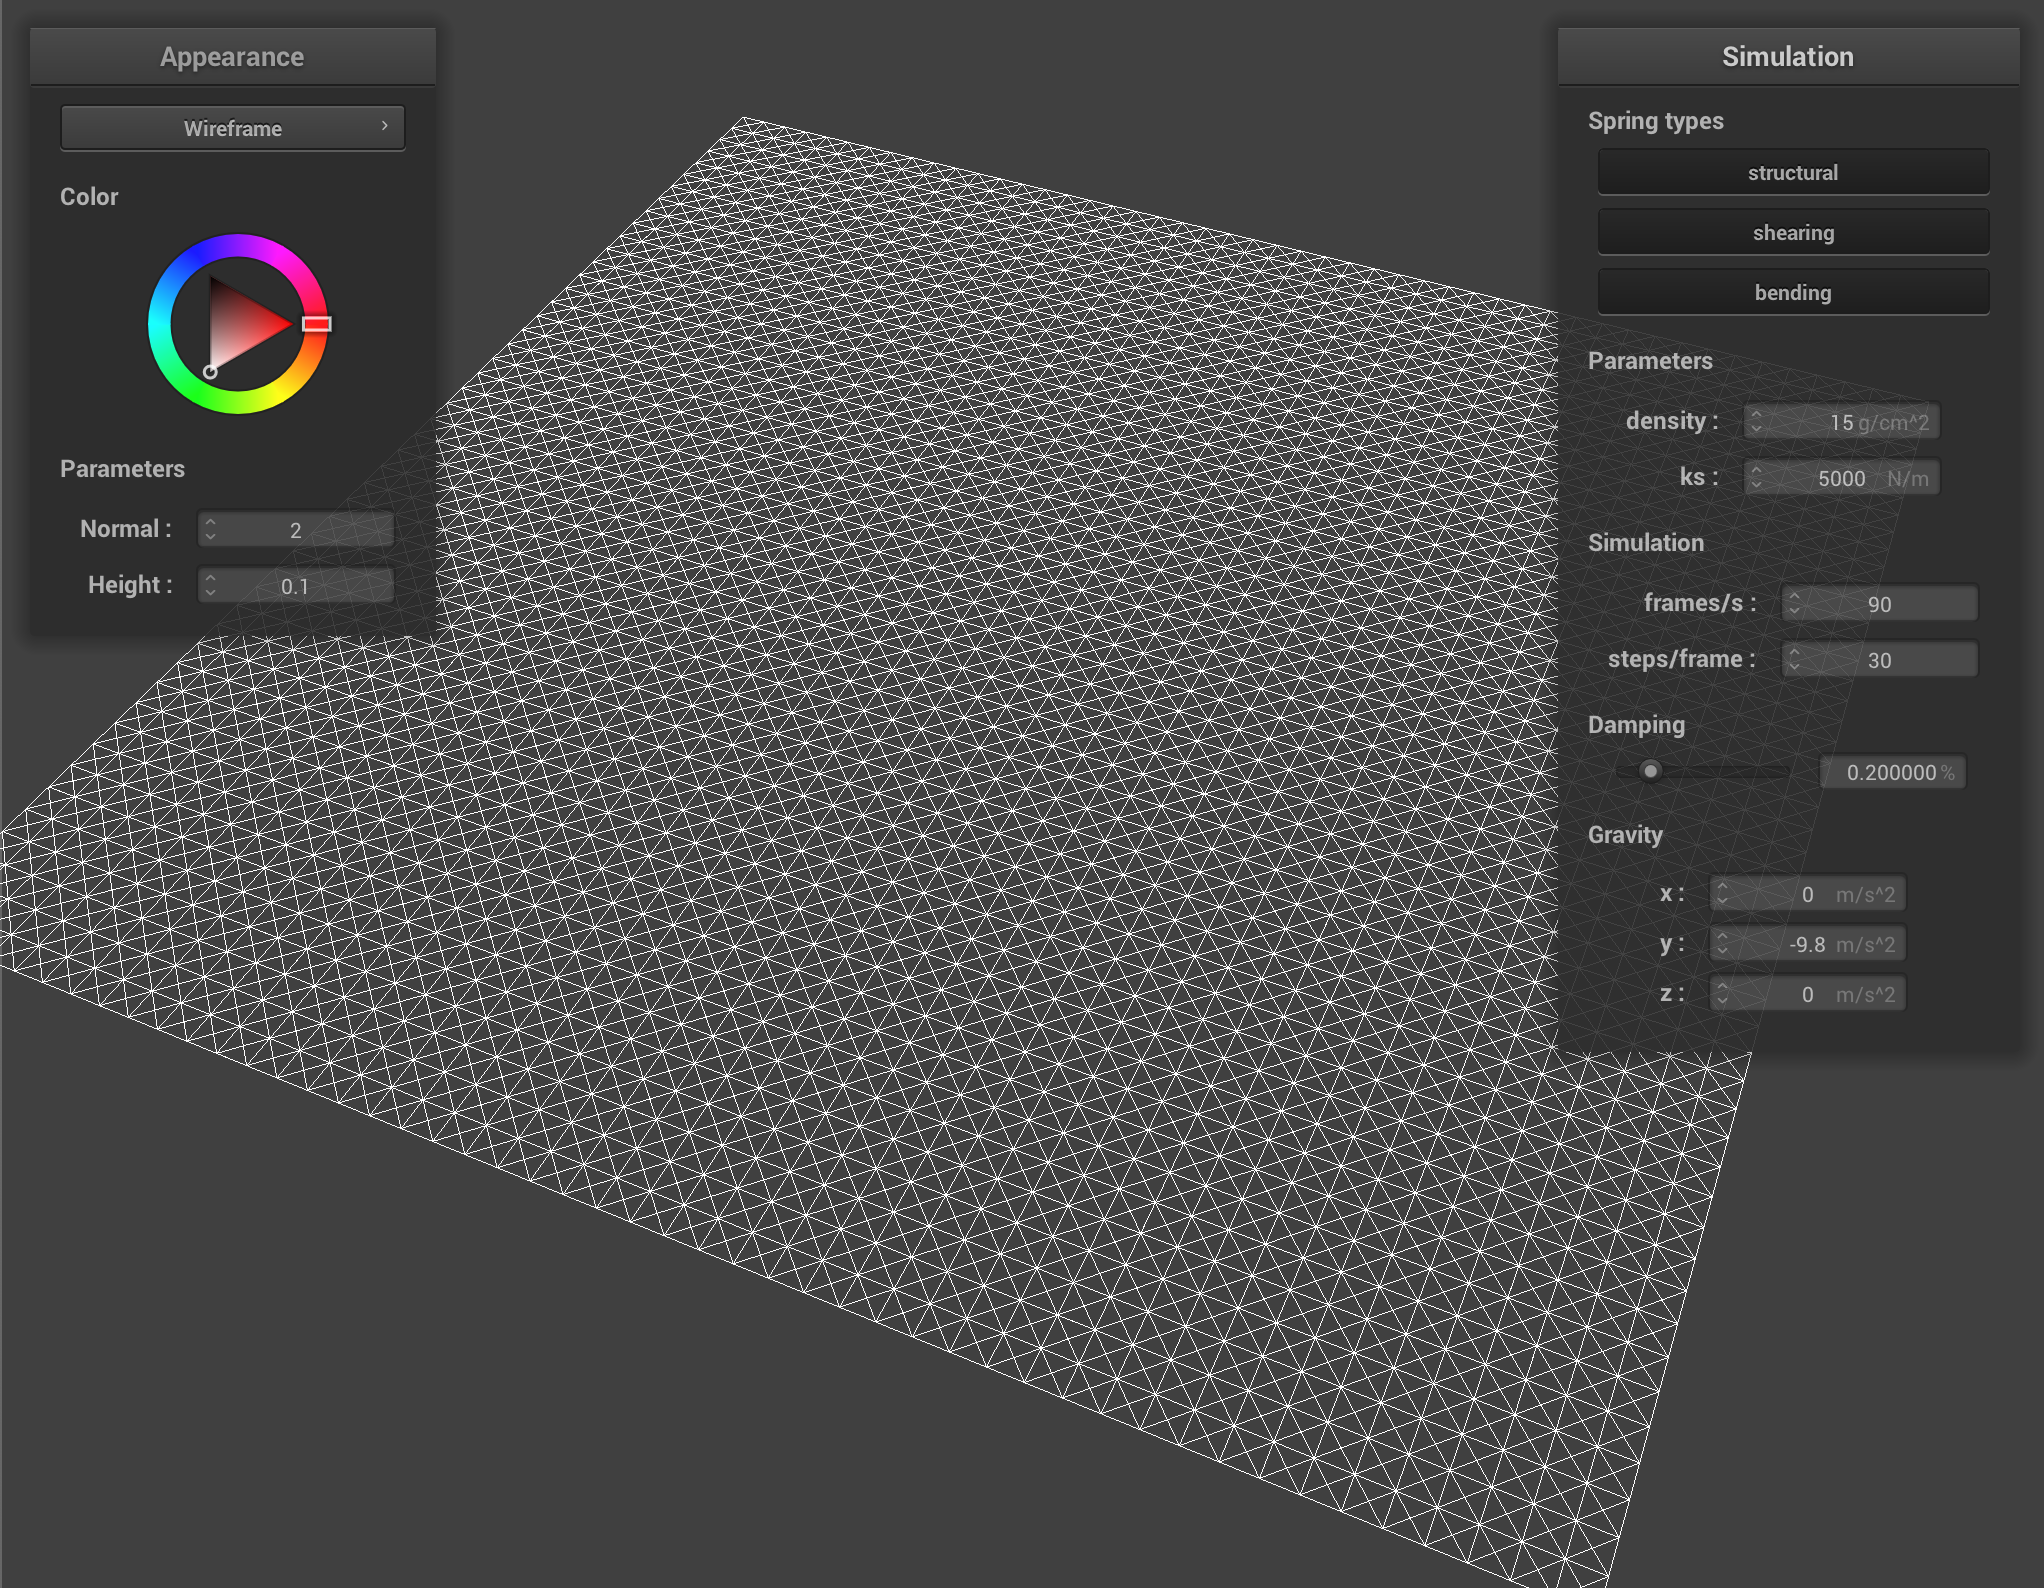 Appearance
Wireframe
Color
Parameters
Normal : 2
Height : 0.1
Simulation
Spring types
structural
shearing
bending
Parameters
density : 15 g/cm^2
ks : 5000 N/m
Simulation
frames/s : 90
steps/frame : 30
Damping
0.200000 %
Gravity
x : 0 m/s^2
y : -9.8 m/s^2
z : 0 m/s^2